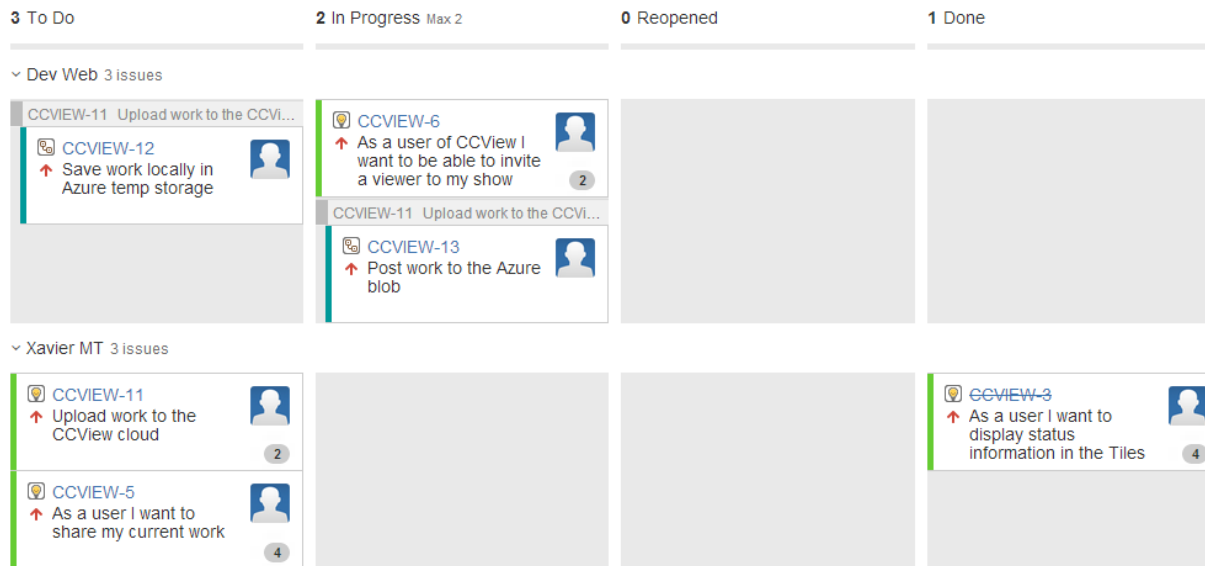 3 To Do
2 In Progress Max 2
0 Reopened
1 Done
Dev Web 3 issues
CCVIEW-11 Upload work to the CCVi...
CCVIEW-12
Save work locally in
Azure temp storage
CCVIEW-6
As a user of CCView I
want to be able to invite
a viewer to my show
2
CCVIEW-11 Upload work to the CCVi...
CCVIEW-13
Post work to the Azure
blob
Xavier MT 3 issues
CCVIEW-11
Upload work to the
CCView cloud
2
CCVIEW-5
As a user I want to
share my current work
4
CCVIEW-3
As a user I want to
display status
information in the Tiles
4